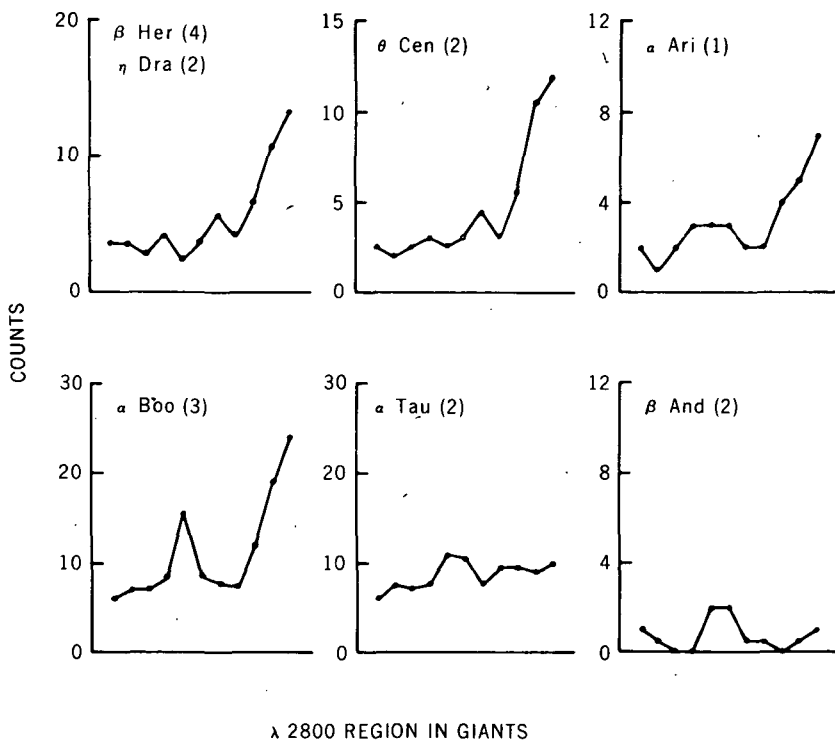 20
β Her (4)
η Dra (2)
10
0
15
θ Cen (2)
10
5
0
12
α Ari (1)
8
4
0
COUNTS
30
α Boo (3)
20
10
0
30
α Tau (2)
20
10
0
12
β And (2)
8
4
0
λ 2800 REGION IN GIANTS